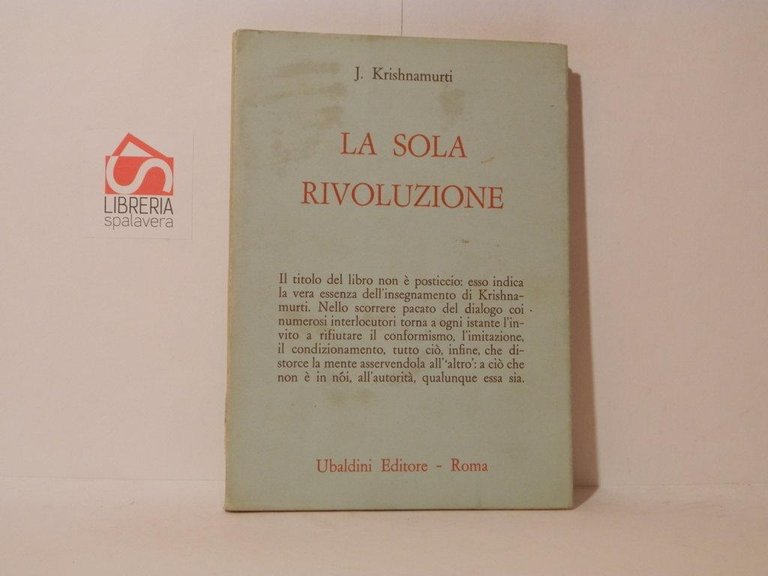 J. Krishnamurti
LA SOLA
RIVOLUZIONE
Il titolo del libro non è posticcio: esso indica
la vera essenza dell'insegnamento di Krishna-
murti. Nello scorrere pacato del dialogo coi
numerosi interlocutori torna a ogni istante l'in-
vito a rifiutare il conformismo, l'imitazione,
il condizionamento, tutto ciò, infine, che di-
storce la mente asservendola all'‘altro’: a ciò che
non è in nói, all'autorità, qualunque essa sia.
Ubaldini Editore - Roma
LIBRERIA
spalavera